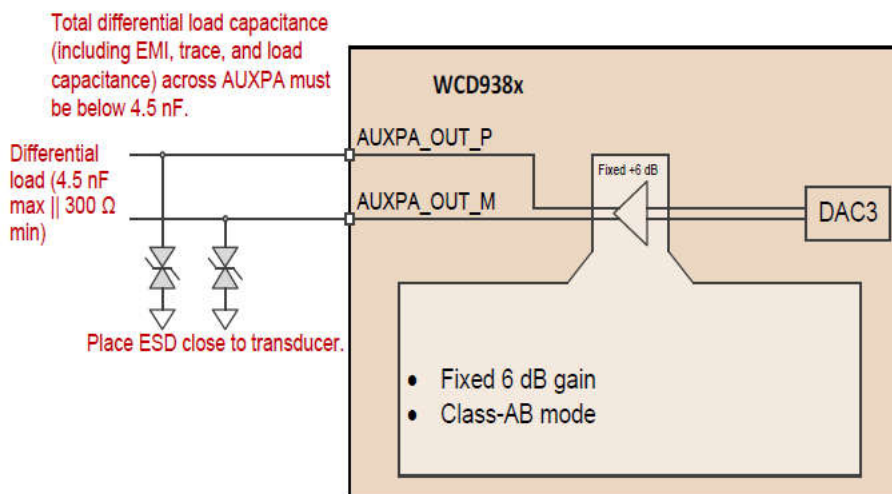 Total differential load capacitance
(including EMI, trace, and load
capacitance) across AUXPA must
be below 4.5 nF.
WCD938x
AUXPA_OUT_P
Differential
load (4.5 nF
max || 300 Ω
min)
Fixed +6 dB
AUXPA_OUT_M
DAC3
Place ESD close to transducer.
• Fixed 6 dB gain
• Class-AB mode